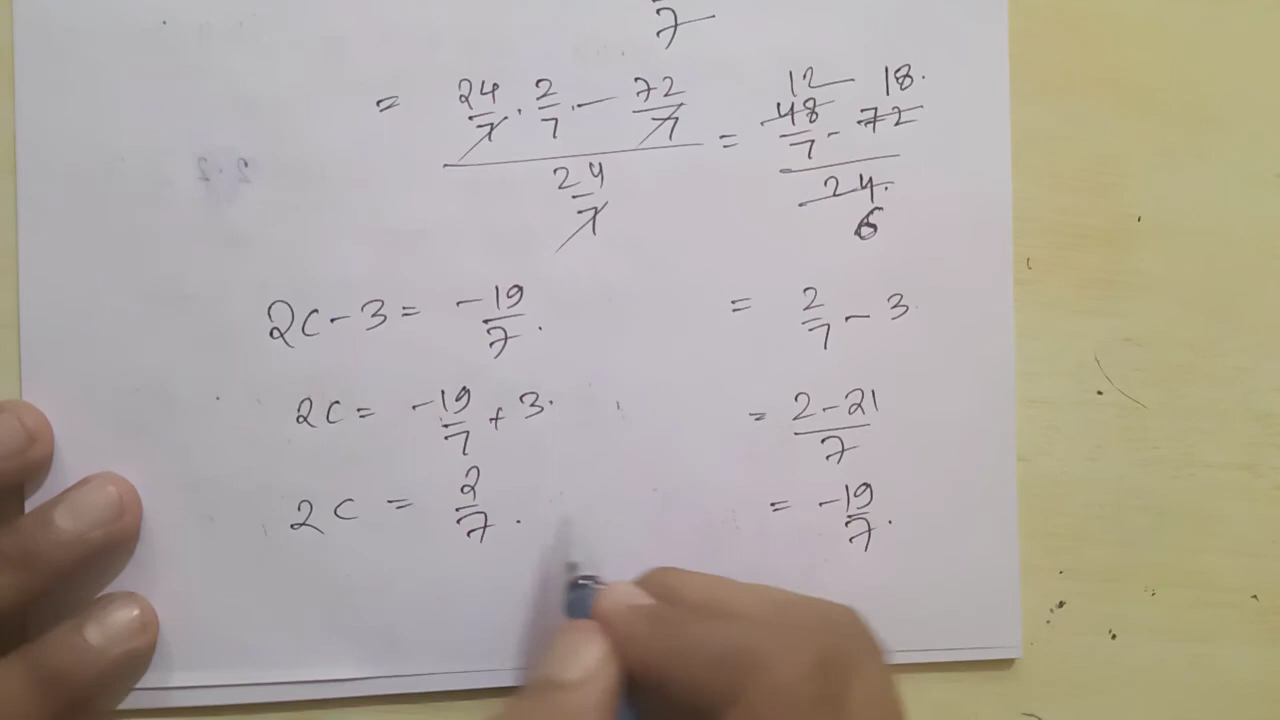 7
= (24/7 · 2/7 · − 72/7) / (24/7) = (48/7 − 72) / 24.
12 18.
6
2c − 3 = −19/7.
= 2/7 − 3
2c = −19/7 + 3.
= (2 − 21)/7
2c = 2/7.
= −19/7.